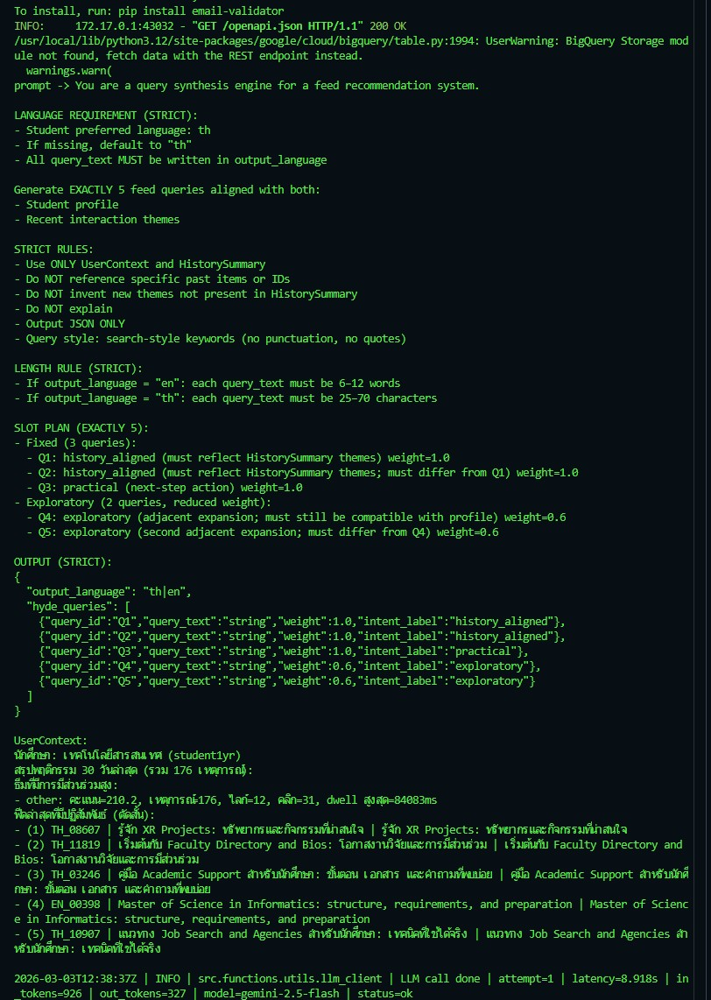 To install, run: pip install email-validator
INFO:     172.17.0.1:43032 - "GET /openapi.json HTTP/1.1" 200 OK
/usr/local/lib/python3.12/site-packages/google/cloud/bigquery/table.py:1994: UserWarning: BigQuery Storage mod
ule not found, fetch data with the REST endpoint instead.
  warnings.warn(
prompt -> You are a query synthesis engine for a feed recommendation system.

LANGUAGE REQUIREMENT (STRICT):
- Student preferred language: th
- If missing, default to "th"
- All query_text MUST be written in output_language

Generate EXACTLY 5 feed queries aligned with both:
- Student profile
- Recent interaction themes

STRICT RULES:
- Use ONLY UserContext and HistorySummary
- Do NOT reference specific past items or IDs
- Do NOT invent new themes not present in HistorySummary
- Do NOT explain
- Output JSON ONLY
- Query style: search-style keywords (no punctuation, no quotes)

LENGTH RULE (STRICT):
- If output_language = "en": each query_text must be 6–12 words
- If output_language = "th": each query_text must be 25–70 characters

SLOT PLAN (EXACTLY 5):
- Fixed (3 queries):
  - Q1: history_aligned (must reflect HistorySummary themes) weight=1.0
  - Q2: history_aligned (must reflect HistorySummary themes; must differ from Q1) weight=1.0
  - Q3: practical (next-step action) weight=1.0
- Exploratory (2 queries, reduced weight):
  - Q4: exploratory (adjacent expansion; must still be compatible with profile) weight=0.6
  - Q5: exploratory (second adjacent expansion; must differ from Q4) weight=0.6

OUTPUT (STRICT):
{
  "output_language": "th|en",
  "hyde_queries": [
    {"query_id":"Q1","query_text":"string","weight":1.0,"intent_label":"history_aligned"},
    {"query_id":"Q2","query_text":"string","weight":1.0,"intent_label":"history_aligned"},
    {"query_id":"Q3","query_text":"string","weight":1.0,"intent_label":"practical"},
    {"query_id":"Q4","query_text":"string","weight":0.6,"intent_label":"exploratory"},
    {"query_id":"Q5","query_text":"string","weight":0.6,"intent_label":"exploratory"}
  ]
}

UserContext:
นักศึกษา: เทคโนโลยีสารสนเทศ (student1yr)
สรุปพฤติกรรม 30 วันล่าสุด (รวม 176 เหตุการณ์):
ธีมที่มีการมีส่วนร่วมสูง:
- other: คะแนน=210.2, เหตุการณ์=176, ไลก์=12, คลิก=31, dwell สูงสุด=84083ms
ฟีดล่าสุดที่มีปฏิสัมพันธ์ (ตัดสั้น):
- (1) TH_08607 | รู้จัก XR Projects: ทรัพยากรและกิจกรรมที่น่าสนใจ | รู้จัก XR Projects: ทรัพยากรและกิจกรรมที่น่าสนใจ
- (2) TH_11819 | เริ่มต้นกับ Faculty Directory and Bios: โอกาสงานวิจัยและการมีส่วนร่วม | เริ่มต้นกับ Faculty Directory and
Bios: โอกาสงานวิจัยและการมีส่วนร่วม
- (3) TH_03246 | คู่มือ Academic Support สำหรับนักศึกษา: ขั้นตอน เอกสาร และคำถามที่พบบ่อย | คู่มือ Academic Support สำหรับนักศึ
กษา: ขั้นตอน เอกสาร และคำถามที่พบบ่อย
- (4) EN_00398 | Master of Science in Informatics: structure, requirements, and preparation | Master of Scienc
e in Informatics: structure, requirements, and preparation
- (5) TH_10907 | แนวทาง Job Search and Agencies สำหรับนักศึกษา: เทคนิคที่ใช้ได้จริง | แนวทาง Job Search and Agencies สำ
หรับนักศึกษา: เทคนิคที่ใช้ได้จริง

2026-03-03T12:38:37Z | INFO | src.functions.utils.llm_client | LLM call done | attempt=1 | latency=8.918s | in
_tokens=926 | out_tokens=327 | model=gemini-2.5-flash | status=ok